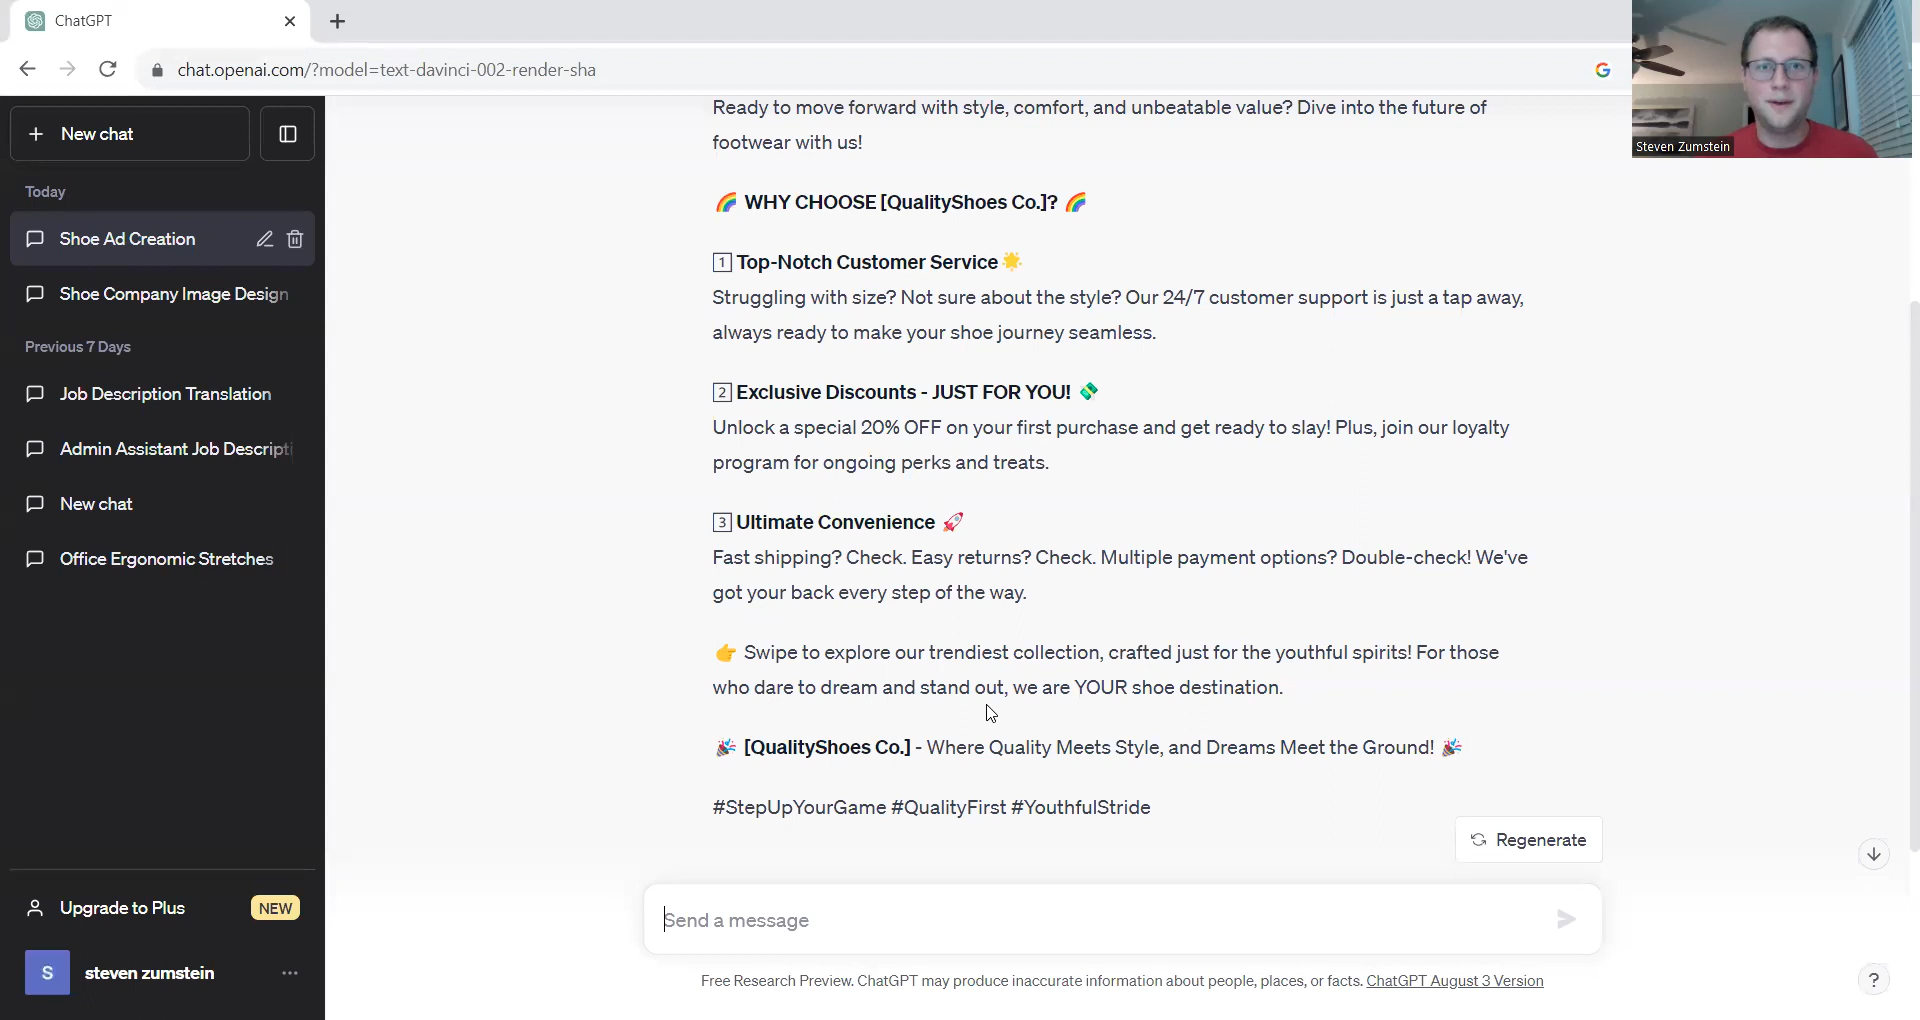 ChatGPT
chat.openai.com/?model=text-davinci-002-render-sha
Steven Zumstein
New chat
Today
Shoe Ad Creation
Shoe Company Image Design
Previous 7 Days
Job Description Translation
Admin Assistant Job Descripti
New chat
Office Ergonomic Stretches
Upgrade to Plus NEW
S steven zumstein
Ready to move forward with style, comfort, and unbeatable value? Dive into the future of
footwear with us!
🌈 WHY CHOOSE [QualityShoes Co.]? 🌈
1 Top-Notch Customer Service 🌟
Struggling with size? Not sure about the style? Our 24/7 customer support is just a tap away,
always ready to make your shoe journey seamless.
2 Exclusive Discounts - JUST FOR YOU! 💸
Unlock a special 20% OFF on your first purchase and get ready to slay! Plus, join our loyalty
program for ongoing perks and treats.
3 Ultimate Convenience 🚀
Fast shipping? Check. Easy returns? Check. Multiple payment options? Double-check! We've
got your back every step of the way.
👉 Swipe to explore our trendiest collection, crafted just for the youthful spirits! For those
who dare to dream and stand out, we are YOUR shoe destination.
🎉 [QualityShoes Co.] - Where Quality Meets Style, and Dreams Meet the Ground! 🎉
#StepUpYourGame #QualityFirst #YouthfulStride
Regenerate
Send a message
Free Research Preview. ChatGPT may produce inaccurate information about people, places, or facts. ChatGPT August 3 Version
?